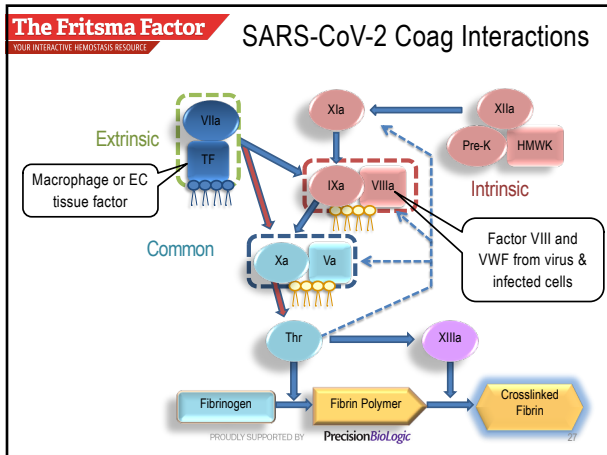 The Fritsma Factor
YOUR INTERACTIVE HEMOSTASIS RESOURCE
SARS-CoV-2 Coag Interactions
VIIa
XIa
XIIa
Extrinsic
TF
Pre-K
HMWK
Macrophage or EC
tissue factor
IXa
VIIIa
Intrinsic
Common
Factor VIII and
VWF from virus &
infected cells
Xa
Va
Thr
XIIIa
Fibrinogen
Fibrin Polymer
Crosslinked
Fibrin
PROUDLY SUPPORTED BY PrecisionBioLogic
27